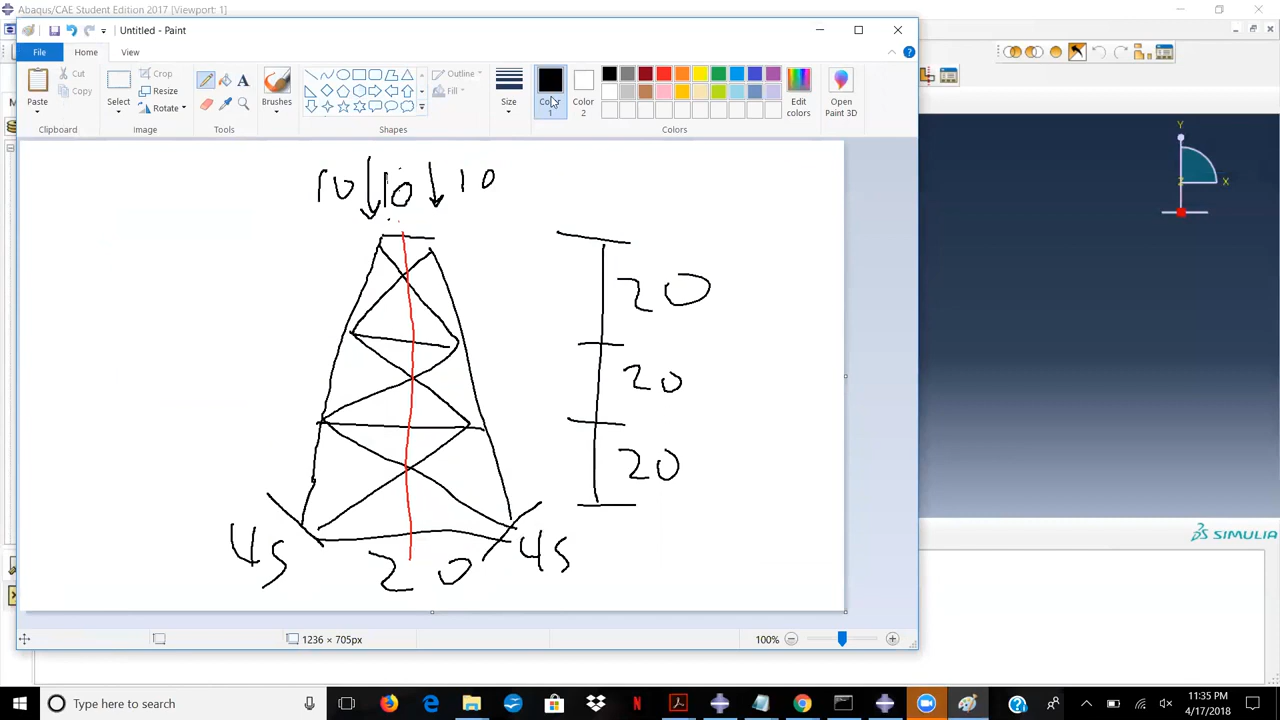 Abaqus/CAE Student Edition 2017 [Viewport: 1]
Untitled - Paint
File
Home
View
Paste
Cut
Copy
Clipboard
Select
Crop
Resize
Rotate
Image
Tools
Brushes
Shapes
Outline
Fill
Size
Color
1
Color
2
Edit
colors
Colors
Open
Paint 3D
10
10
10
20
20
20
45
20
45
Y
Z
X
1236 × 705px
100%
SIMULIA
Type here to search
11:35 PM
4/17/2018